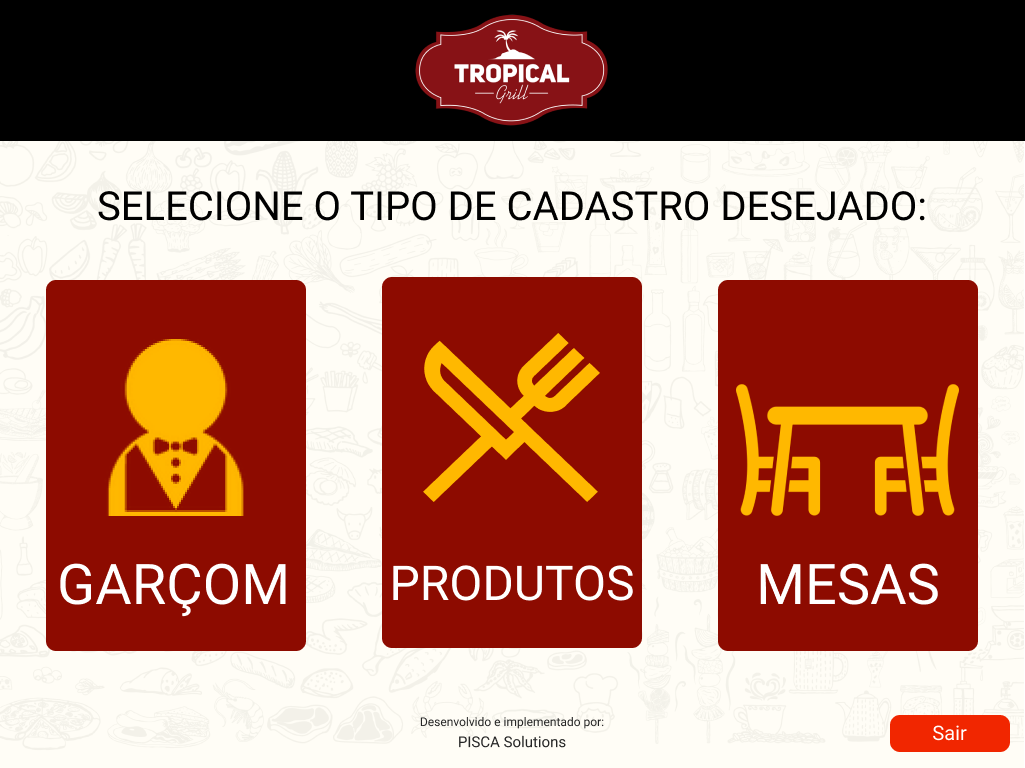 TROPICAL
Grill
SELECIONE O TIPO DE CADASTRO DESEJADO:
GARÇOM
PRODUTOS
MESAS
Desenvolvido e implementado por:
PISCA Solutions
Sair